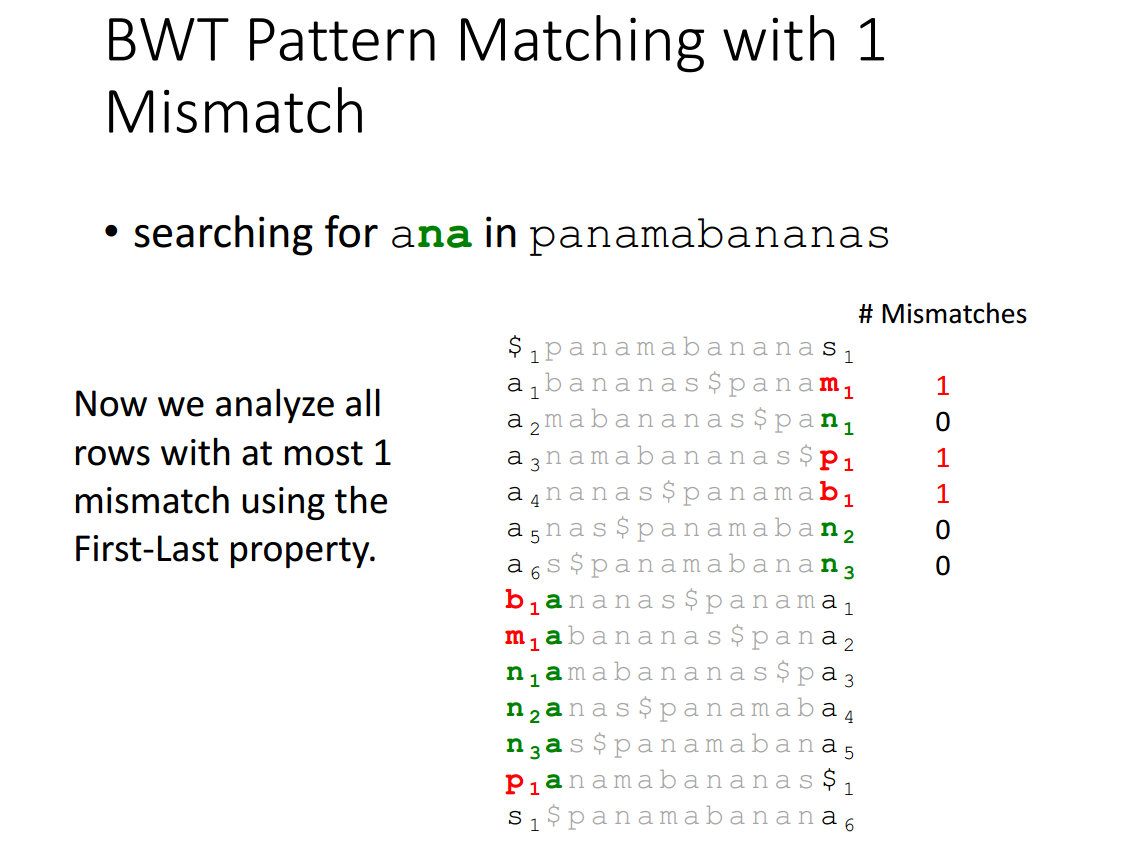 BWT Pattern Matching with 1
Mismatch
• searching for ana in panamabananas
# Mismatches
Now we analyze all
rows with at most 1
mismatch using the
First-Last property.
$₁panamabananas₁
a₁bananas$panam₁ 1
a₂mabananas$pan₁ 0
a₃namabananas$p₁ 1
a₄nanas$panamab₁ 1
a₅nas$panamaban₂ 0
a₆s$panamabanan₃ 0
b₁ananas$panama₁
m₁abananas$pana₂
n₁amabananas$pa₃
n₂anas$panamaba₄
n₃as$panamabana₅
p₁anamabananas$₁
s₁$panamabanana₆